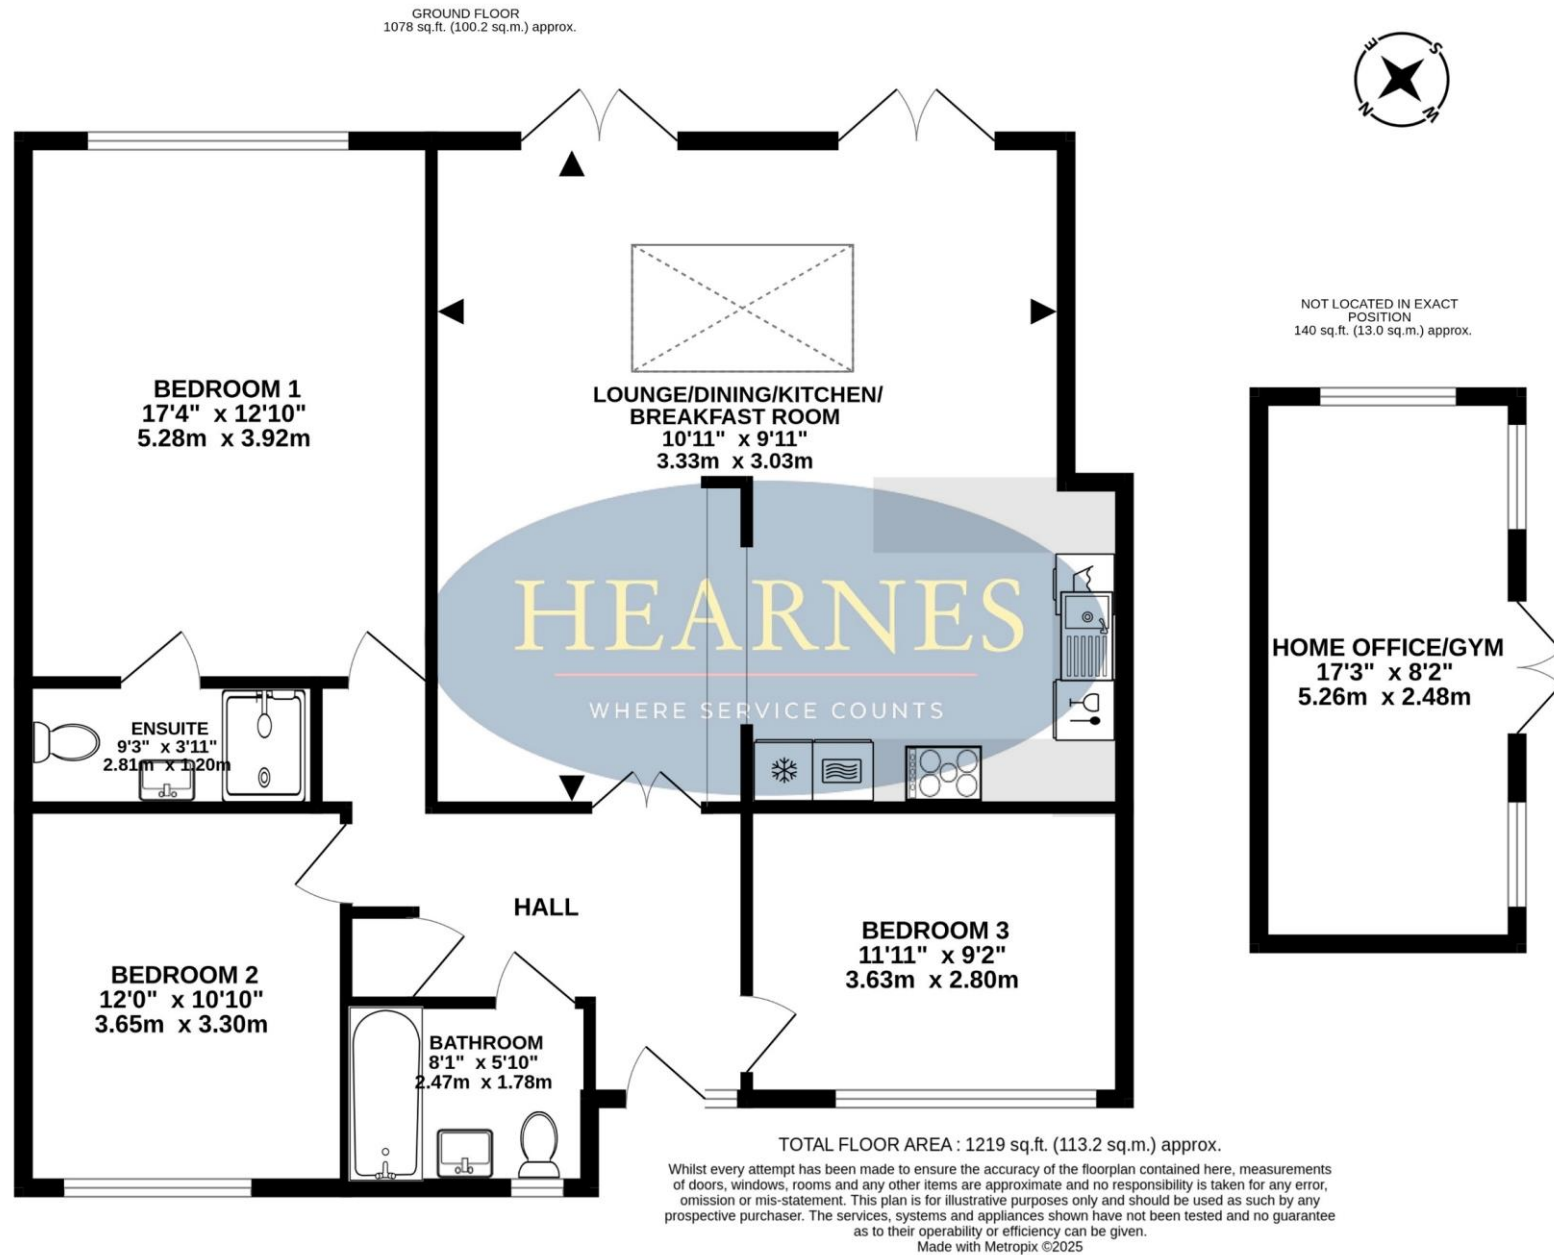 GROUND FLOOR
1078 sq.ft. (100.2 sq.m.) approx.
E
S
N
W
NOT LOCATED IN EXACT
POSITION
140 sq.ft. (13.0 sq.m.) approx.
BEDROOM 1
17'4" x 12'10"
5.28m x 3.92m
LOUNGE/DINING/KITCHEN/
BREAKFAST ROOM
10'11" x 9'11"
3.33m x 3.03m
HEARNES
WHERE SERVICE COUNTS
HOME OFFICE/GYM
17'3" x 8'2"
5.26m x 2.48m
ENSUITE
9'3" x 3'11"
2.81m x 1.20m
HALL
BEDROOM 2
12'0" x 10'10"
3.65m x 3.30m
BEDROOM 3
11'11" x 9'2"
3.63m x 2.80m
BATHROOM
8'1" x 5'10"
2.47m x 1.78m
TOTAL FLOOR AREA : 1219 sq.ft. (113.2 sq.m.) approx.
Whilst every attempt has been made to ensure the accuracy of the floorplan contained here, measurements
of doors, windows, rooms and any other items are approximate and no responsibility is taken for any error,
omission or mis-statement. This plan is for illustrative purposes only and should be used as such by any
prospective purchaser. The services, systems and appliances shown have not been tested and no guarantee
as to their operability or efficiency can be given.
Made with Metropix ©2025